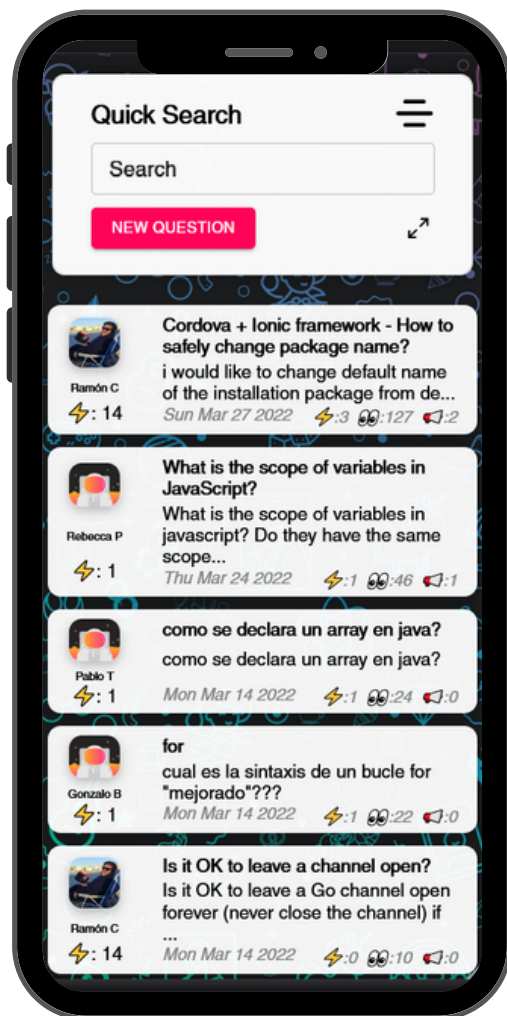 Quick Search
Search
NEW QUESTION
Cordova + Ionic framework - How to
safely change package name?
i would like to change default name
of the installation package from de...
Ramón C
⚡: 14
Sun Mar 27 2022 ⚡:3 👀:127 📢:2
What is the scope of variables in
JavaScript?
What is the scope of variables in
javascript? Do they have the same
scope...
Rebecca P
⚡: 1
Thu Mar 24 2022 ⚡:1 👀:46 📢:1
como se declara un array en java?
como se declara un array en java?
Pablo T
⚡: 1
Mon Mar 14 2022 ⚡:1 👀:24 📢:0
for
cual es la sintaxis de un bucle for
"mejorado"???
Gonzalo B
⚡: 1
Mon Mar 14 2022 ⚡:1 👀:22 📢:0
Is it OK to leave a channel open?
Is it OK to leave a Go channel open
forever (never close the channel) if
...
Ramón C
⚡: 14
Mon Mar 14 2022 ⚡:0 👀:10 📢:0